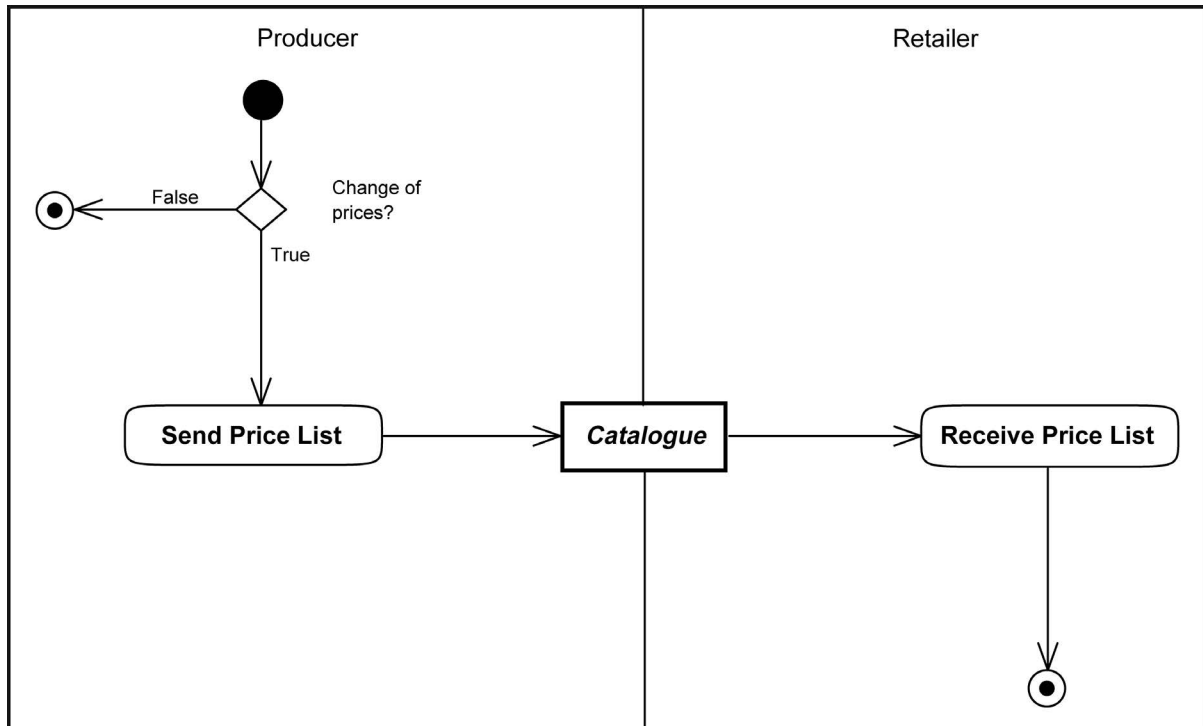 Producer
Retailer
Change of
prices?
False
True
Send Price List
Catalogue
Receive Price List